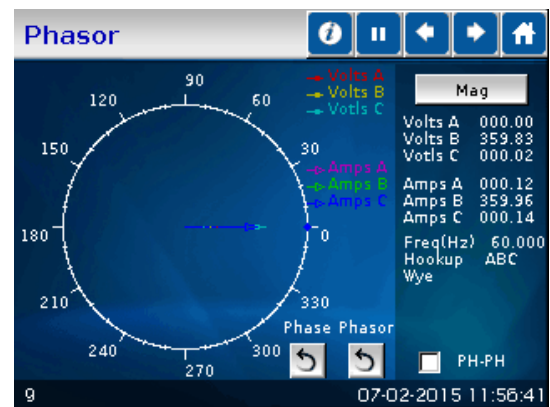 Phasor
90
120
60
150
30
180
0
210
330
240
300
270
Volts A
Volts B
Votls C
Amps A
Amps B
Amps C
Phase Phasor
Mag
Volts A 000.00
Volts B 359.83
Votls C 000.02
Amps A 000.12
Amps B 359.96
Amps C 000.14
Freq(Hz) 60.000
Hookup ABC
Wye
PH-PH
9
07-02-2015 11:56:41